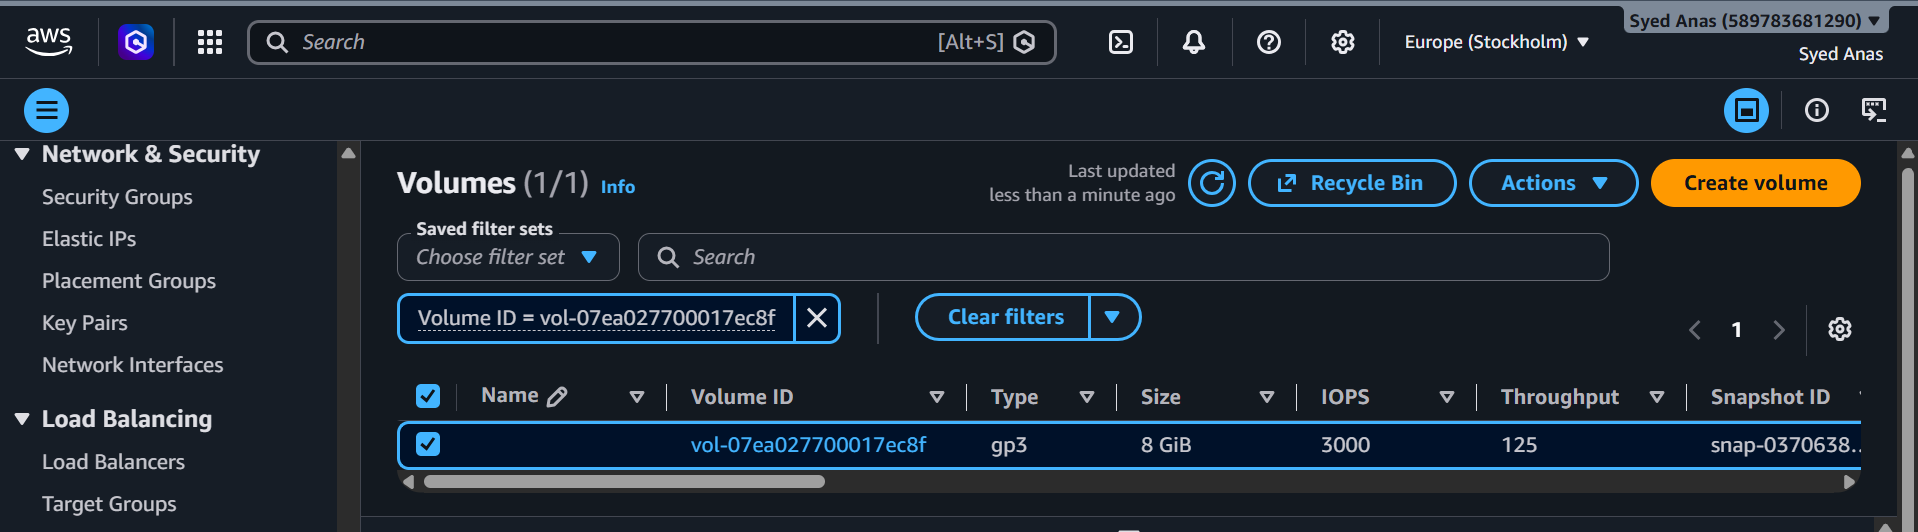 aws
Search [Alt+S]
Europe (Stockholm)
Syed Anas (589783681290)
Syed Anas
Network & Security
Security Groups
Elastic IPs
Placement Groups
Key Pairs
Network Interfaces
Load Balancing
Load Balancers
Target Groups
Volumes (1/1) Info
Last updated
less than a minute ago
Recycle Bin
Actions
Create volume
Saved filter sets
Choose filter set
Search
Volume ID = vol-07ea027700017ec8f
Clear filters
1
Name Volume ID Type Size IOPS Throughput Snapshot ID
vol-07ea027700017ec8f gp3 8 GiB 3000 125 snap-0370638...